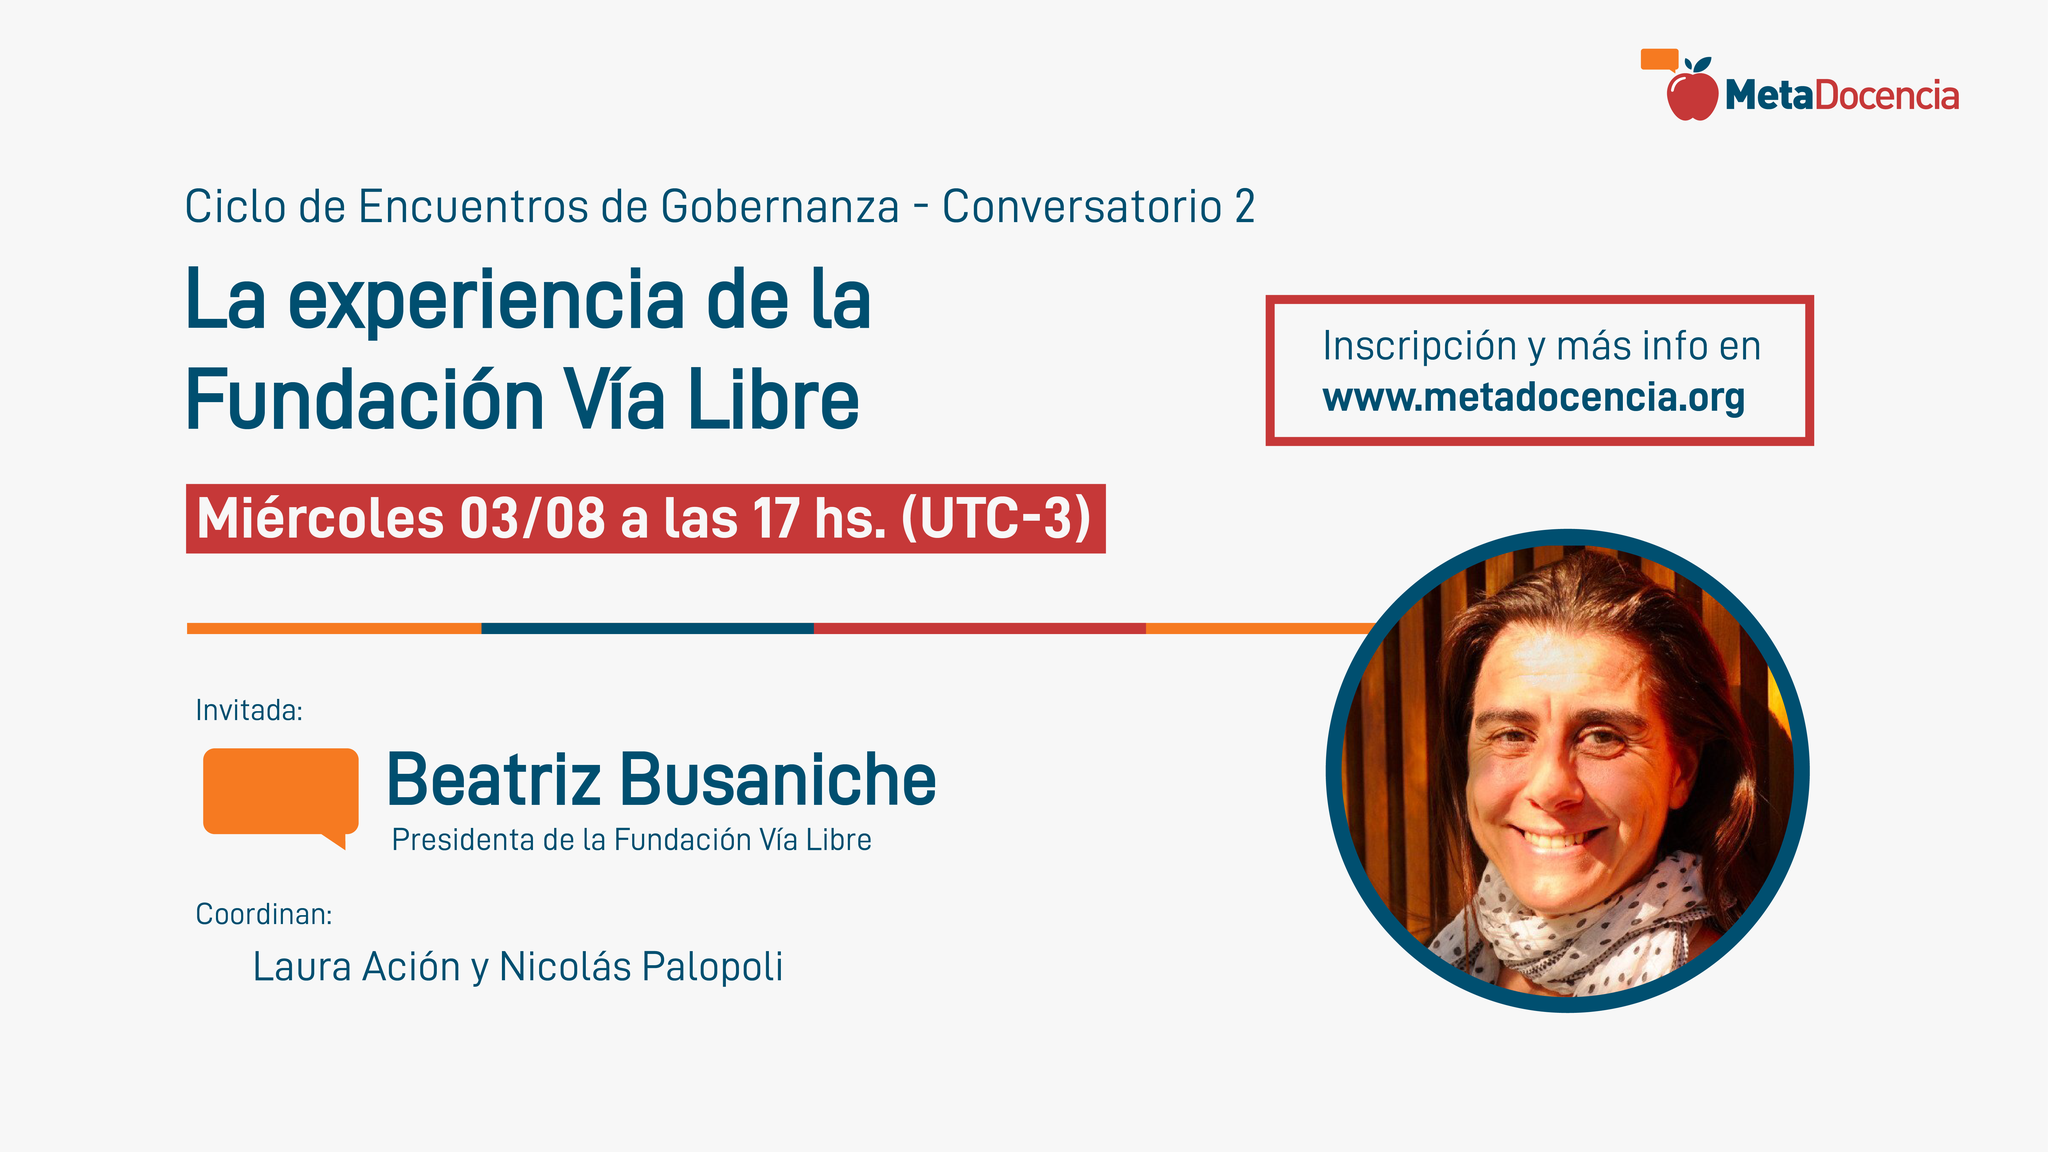 MetaDocencia
Ciclo de Encuentros de Gobernanza - Conversatorio 2
La experiencia de la
Fundación Vía Libre
Inscripción y más info en
www.metadocencia.org
Miércoles 03/08 a las 17 hs. (UTC-3)
Invitada:
Beatriz Busaniche
Presidenta de la Fundación Vía Libre
Coordinan:
Laura Ación y Nicolás Palopoli